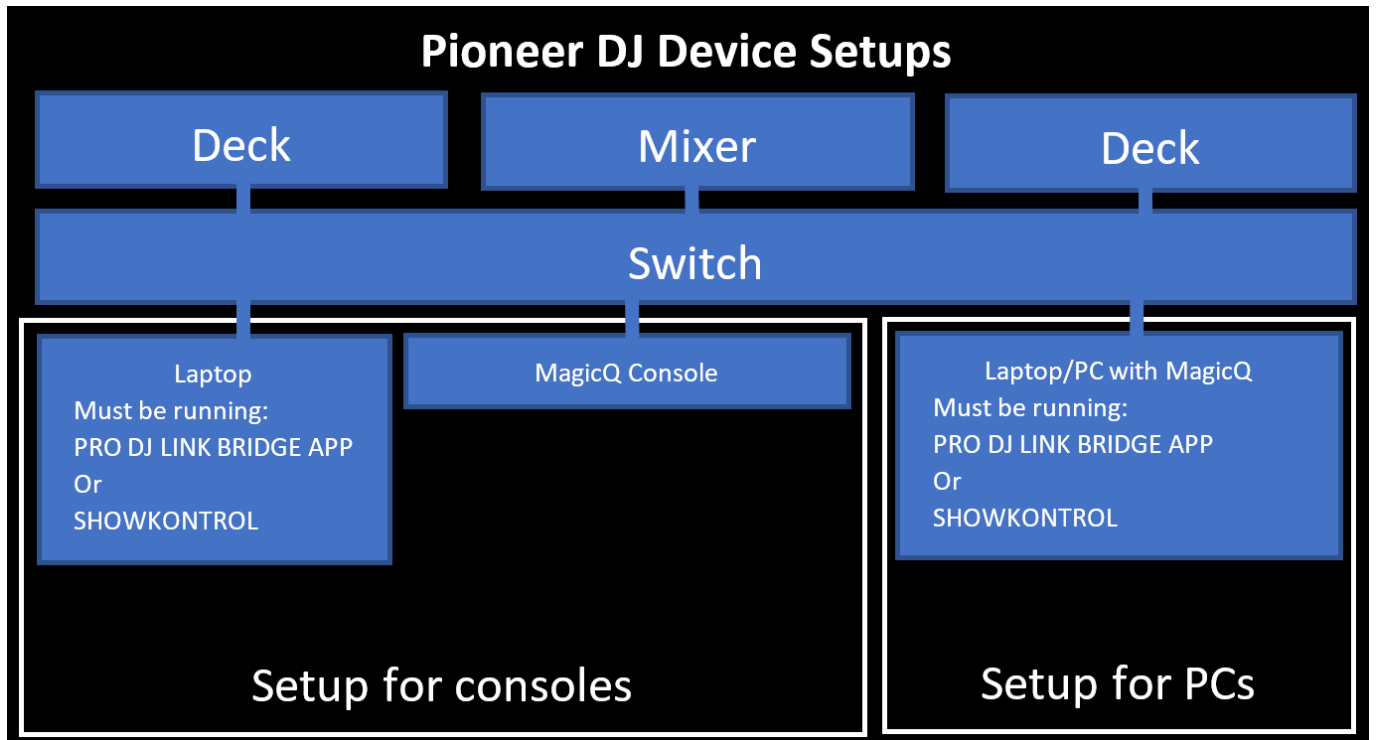 Pioneer DJ Device Setups
Deck
Mixer
Deck
Switch
Laptop
Must be running:
PRO DJ LINK BRIDGE APP
Or
SHOWKONTROL
MagicQ Console
Laptop/PC with MagicQ
Must be running:
PRO DJ LINK BRIDGE APP
Or
SHOWKONTROL
Setup for consoles
Setup for PCs